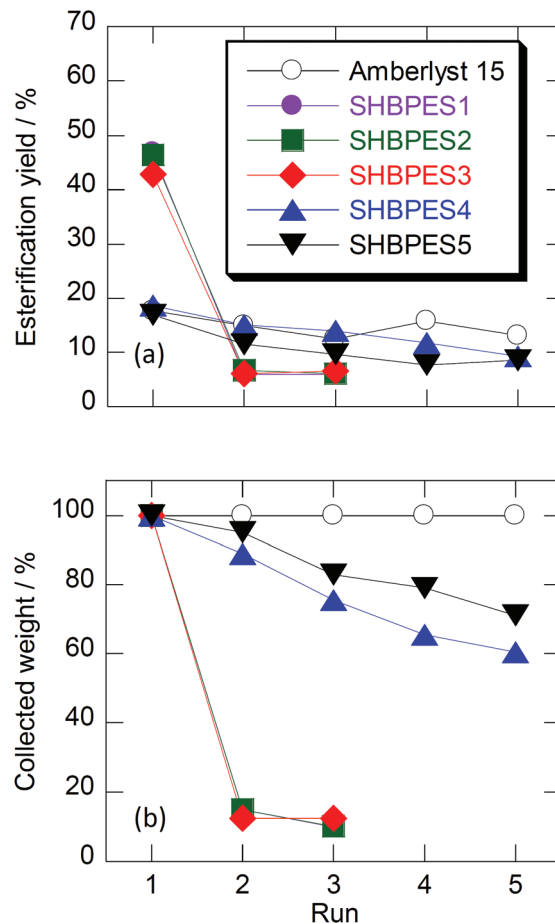 70
60
50
40
30
20
10
0
Esterification yield / %
Amberlyst 15
SHBPES1
SHBPES2
SHBPES3
SHBPES4
SHBPES5
(a)
100
80
60
40
20
0
Collected weight / %
(b)
1 2 3 4 5
Run